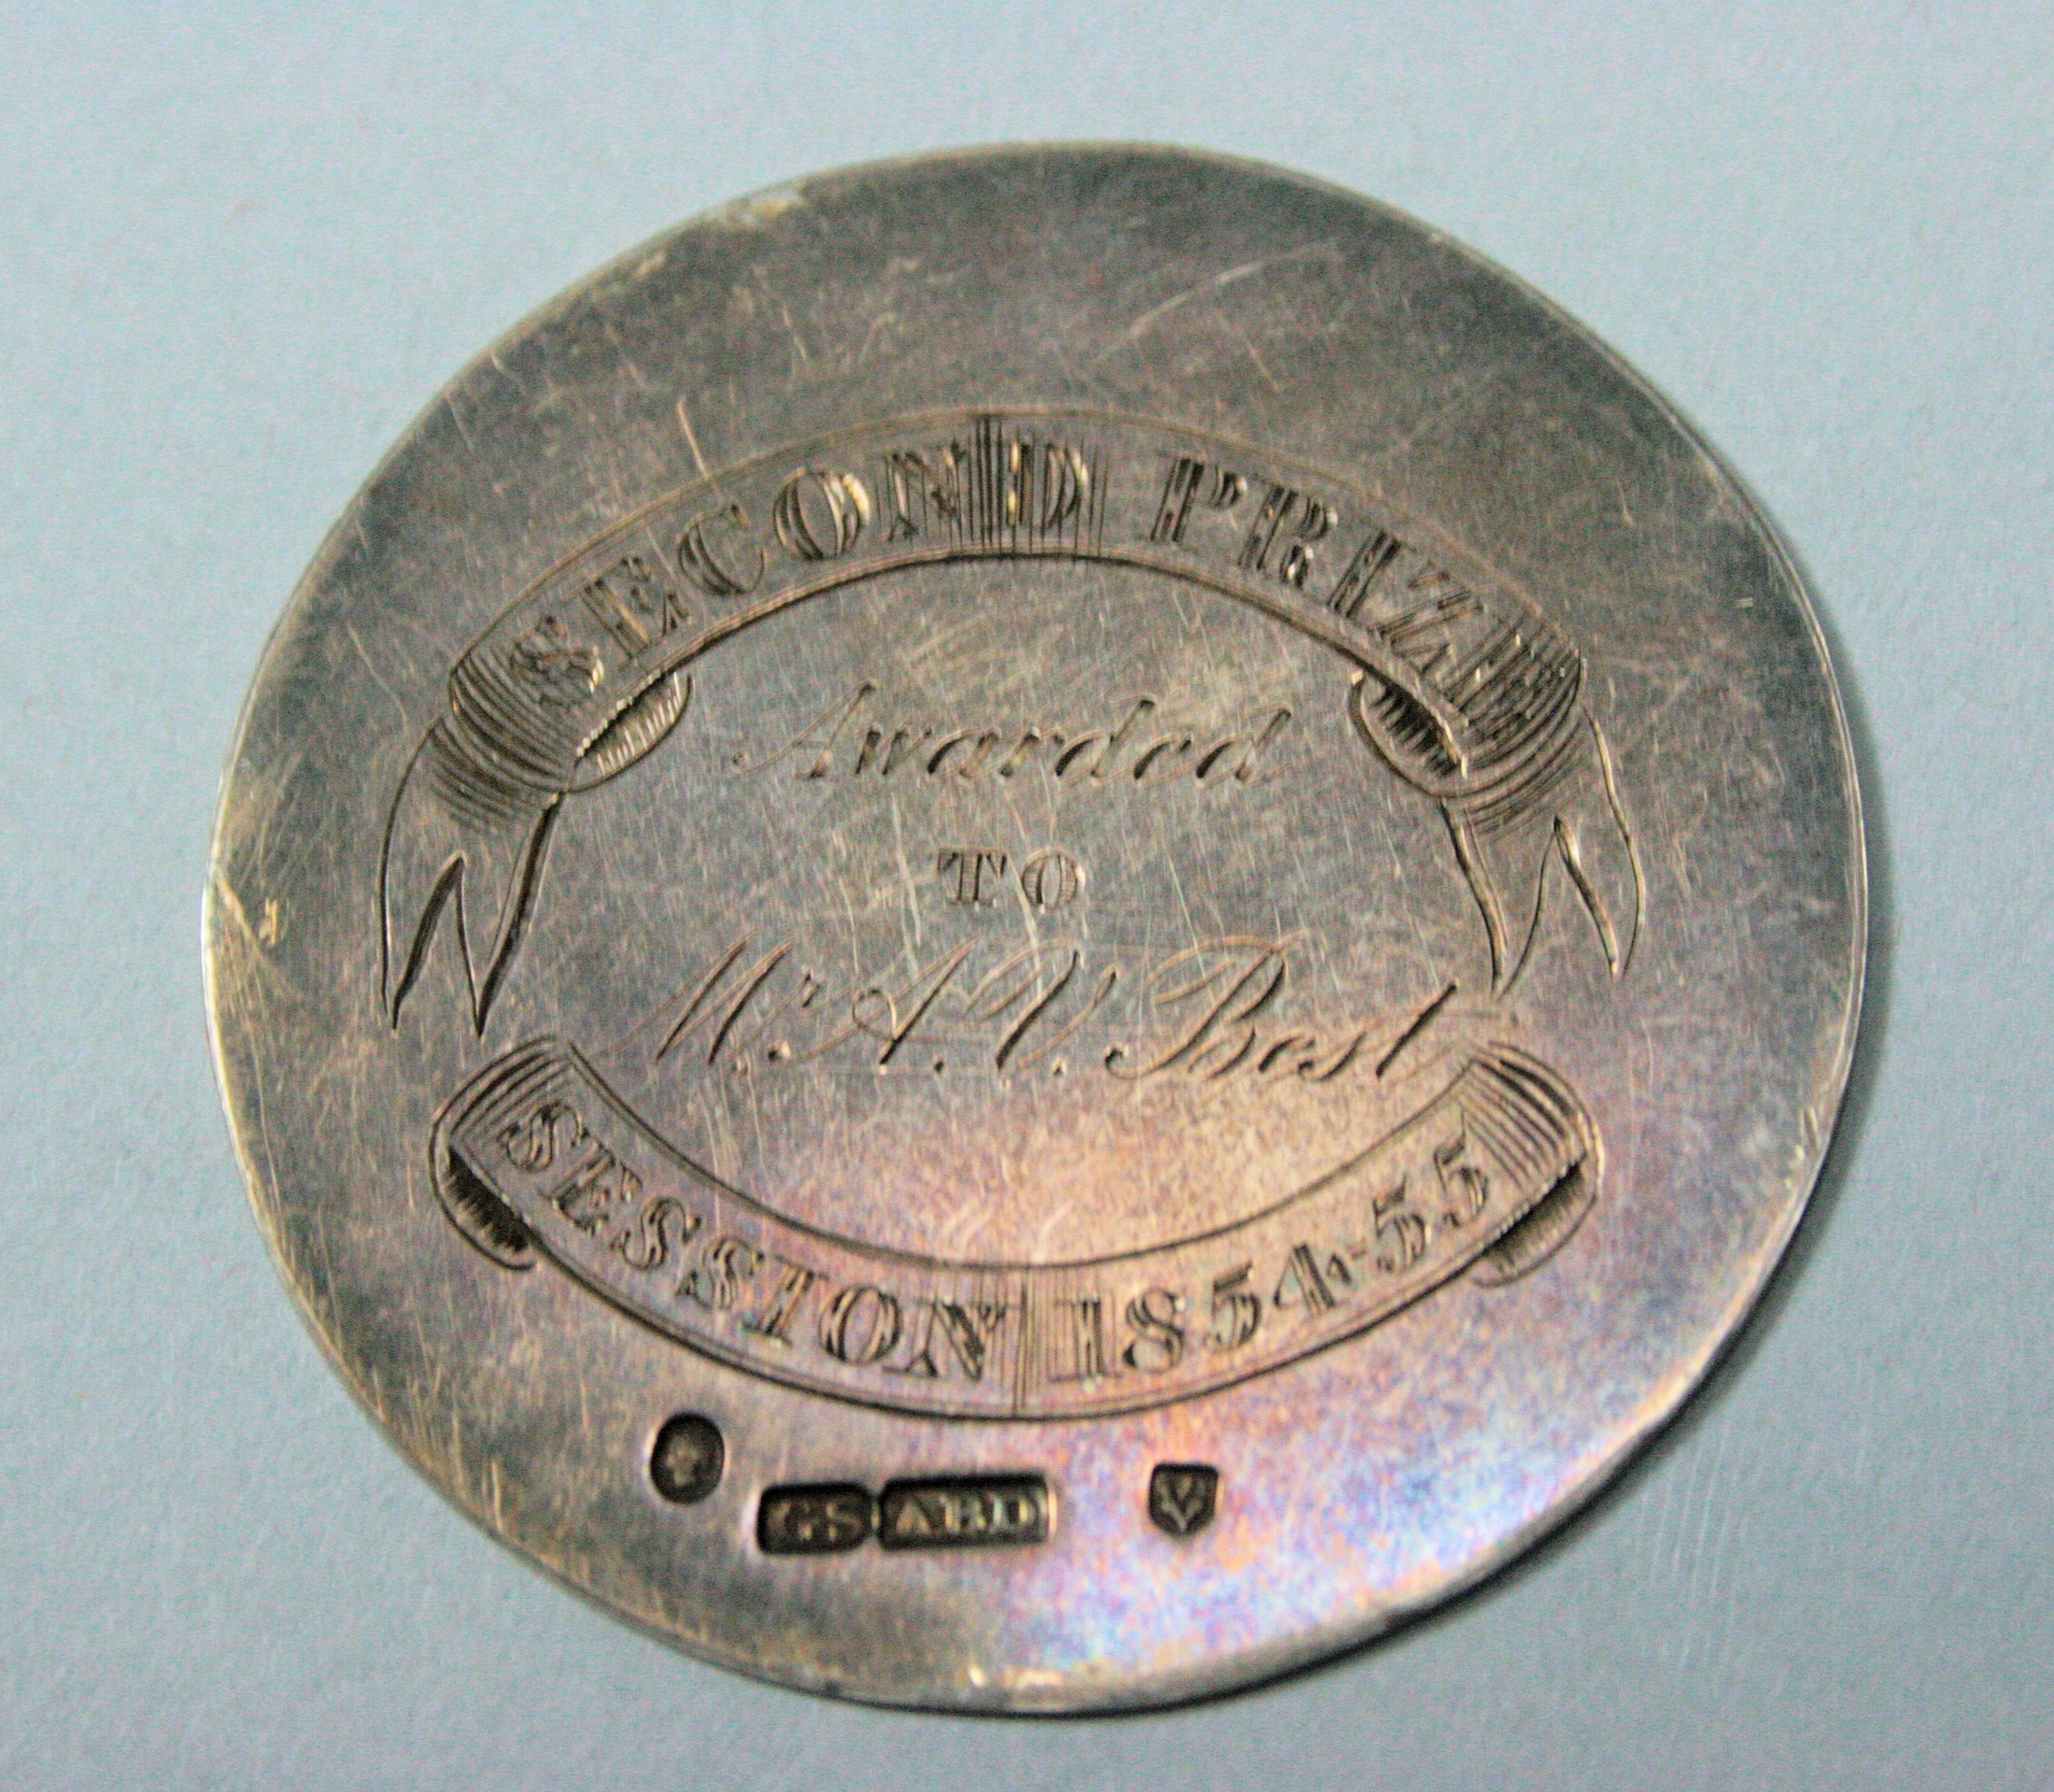 SECOND PRIZE
Awarded
TO
Mr. A. V. Best
SESSION 1854-55
GS ABD